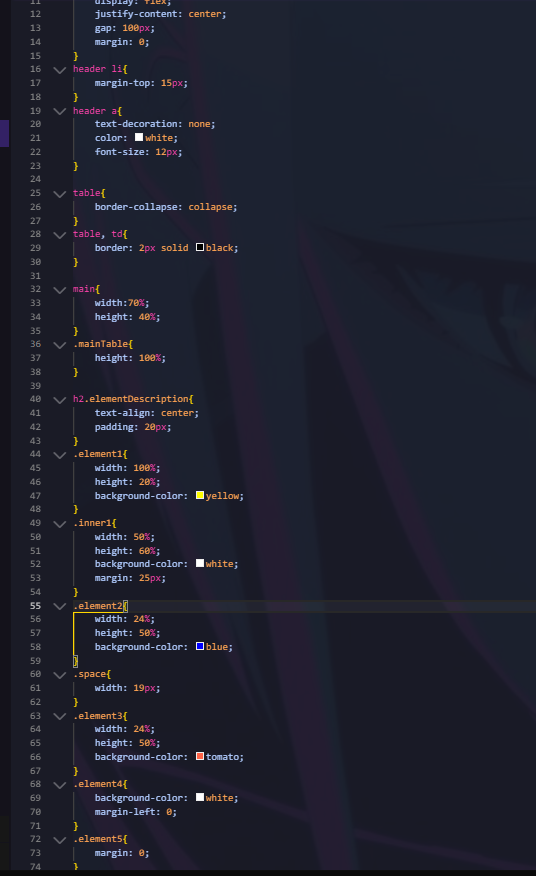 11 display: flex;
12 justify-content: center;
13 gap: 100px;
14 margin: 0;
15 }
16 header li{
17 margin-top: 15px;
18 }
19 header a{
20 text-decoration: none;
21 color: white;
22 font-size: 12px;
23 }
24
25 table{
26 border-collapse: collapse;
27 }
28 table, td{
29 border: 2px solid black;
30 }
31
32 main{
33 width:70%;
34 height: 40%;
35 }
36 .mainTable{
37 height: 100%;
38 }
39
40 h2.elementDescription{
41 text-align: center;
42 padding: 20px;
43 }
44 .element1{
45 width: 100%;
46 height: 20%;
47 background-color: yellow;
48 }
49 .inner1{
50 width: 50%;
51 height: 60%;
52 background-color: white;
53 margin: 25px;
54 }
55 .element2{
56 width: 24%;
57 height: 50%;
58 background-color: blue;
59 }
60 .space{
61 width: 19px;
62 }
63 .element3{
64 width: 24%;
65 height: 50%;
66 background-color: tomato;
67 }
68 .element4{
69 background-color: white;
70 margin-left: 0;
71 }
72 .element5{
73 margin: 0;
74 }